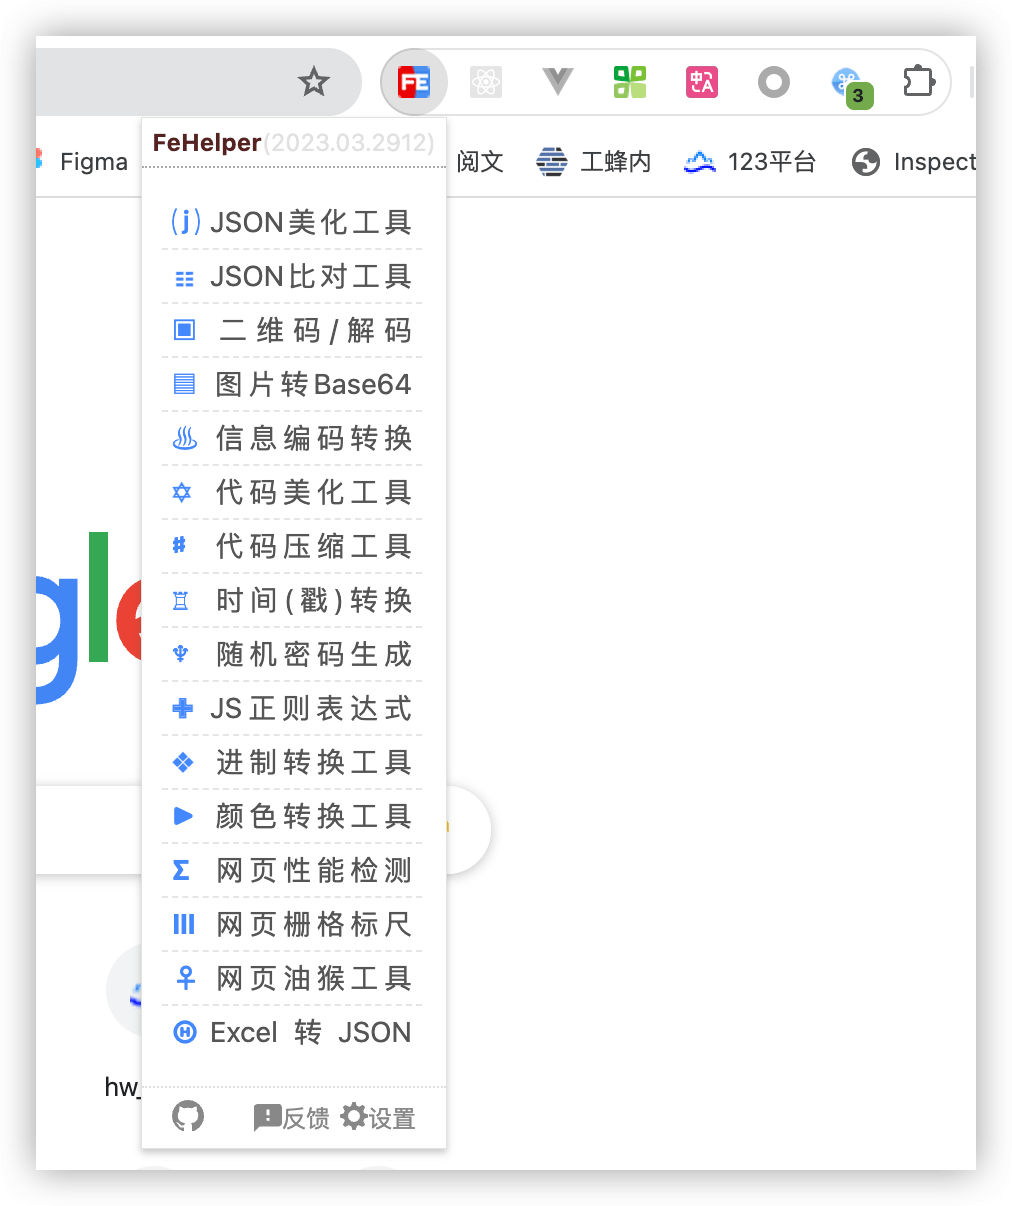 FE
中
A
3
FeHelper(2023.03.2912)
Figma
阅文
工蜂内
123平台
Inspect
(j) JSON美化工具
JSON比对工具
二维码/解码
图片转Base64
信息编码转换
代码美化工具
# 代码压缩工具
时间(戳)转换
随机密码生成
JS正则表达式
进制转换工具
颜色转换工具
Σ 网页性能检测
网页栅格标尺
网页油猴工具
H Excel 转 JSON
gle
hw_
反馈 设置